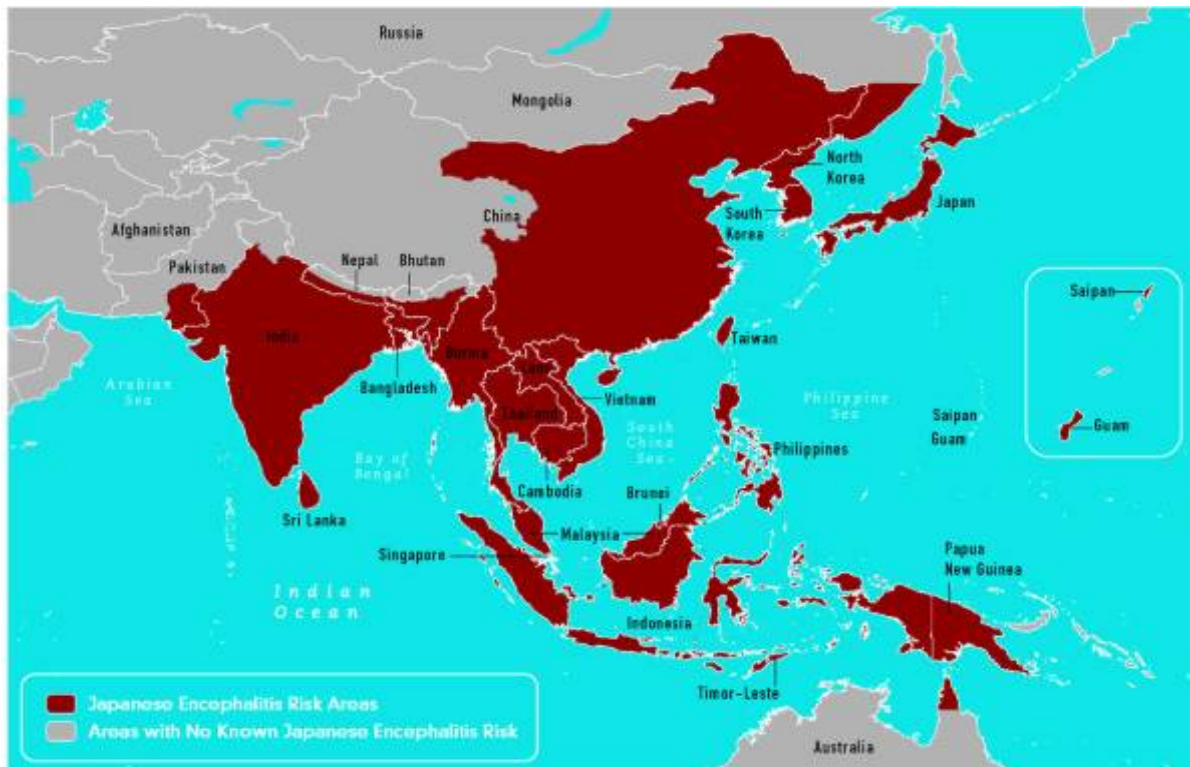 Russia
Mongolia
North
Korea
China
South
Korea
Japan
Afghanistan
Pakistan
Nepal
Bhutan
India
Burma
Bangladesh
Laos
Thailand
Vietnam
Taiwan
Saipan
Guam
Arabian
Sea
Philippine
Sea
Saipan
Guam
South
China
Sea
Bay of
Bengal
Philippines
Cambodia
Brunei
Sri Lanka
Malaysia
Singapore
Papua
New Guinea
Indian
Ocean
Indonesia
Timor-Leste
Japanese Encephalitis Risk Areas
Areas with No Known Japanese Encephalitis Risk
Australia